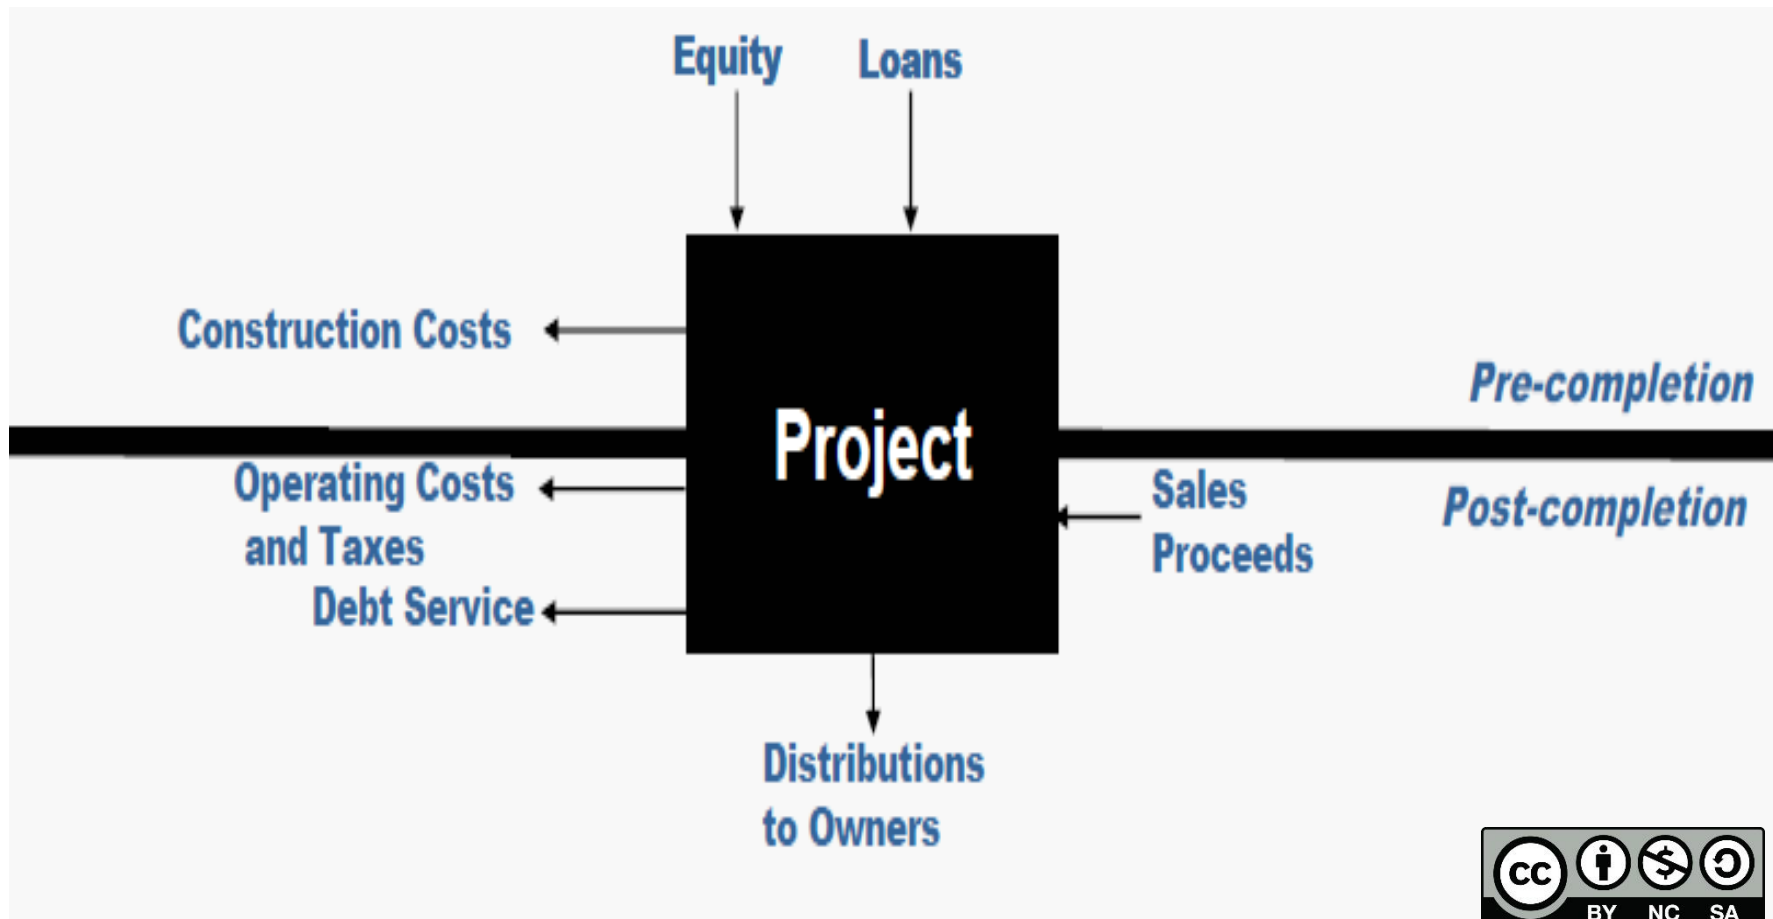 Equity
Loans
Construction Costs
Project
Pre-completion
Operating Costs
and Taxes
Sales
Proceeds
Post-completion
Debt Service
Distributions
to Owners
cc
BY NC SA